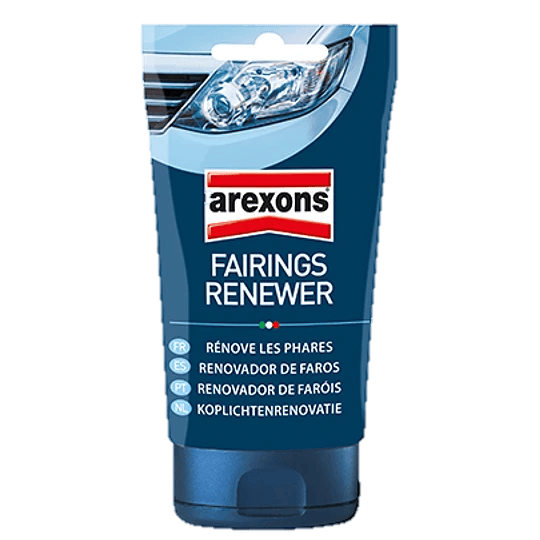 arexons®
FAIRINGS
RENEWER
FR RÉNOVE LES PHARES
ES RENOVADOR DE FAROS
PT RENOVADOR DE FARÓIS
NL KOPLICHTENRENOVATIE